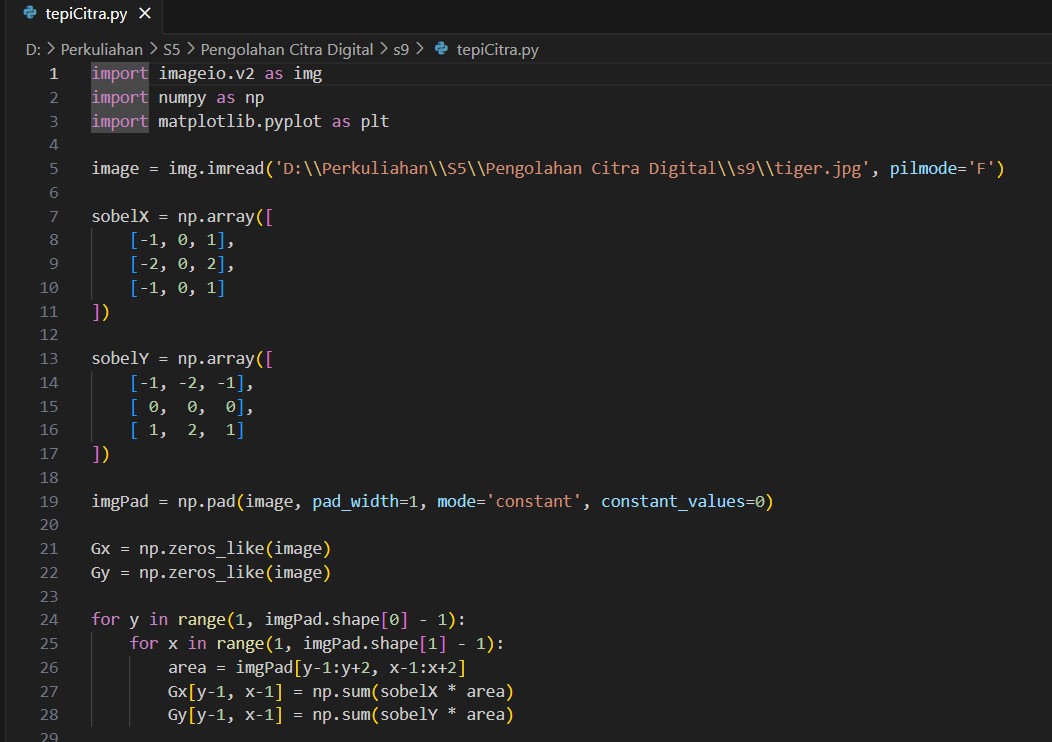 tepiCitra.py ×
D: > Perkuliahan > S5 > Pengolahan Citra Digital > s9 > tepiCitra.py
1 import imageio.v2 as img
2 import numpy as np
3 import matplotlib.pyplot as plt
4
5 image = img.imread('D:\\Perkuliahan\\S5\\Pengolahan Citra Digital\\s9\\tiger.jpg', pilmode='F')
6
7 sobelX = np.array([
8     [-1, 0, 1],
9     [-2, 0, 2],
10     [-1, 0, 1]
11 ])
12
13 sobelY = np.array([
14     [-1, -2, -1],
15     [ 0,  0,  0],
16     [ 1,  2,  1]
17 ])
18
19 imgPad = np.pad(image, pad_width=1, mode='constant', constant_values=0)
20
21 Gx = np.zeros_like(image)
22 Gy = np.zeros_like(image)
23
24 for y in range(1, imgPad.shape[0] - 1):
25     for x in range(1, imgPad.shape[1] - 1):
26         area = imgPad[y-1:y+2, x-1:x+2]
27         Gx[y-1, x-1] = np.sum(sobelX * area)
28         Gy[y-1, x-1] = np.sum(sobelY * area)
29